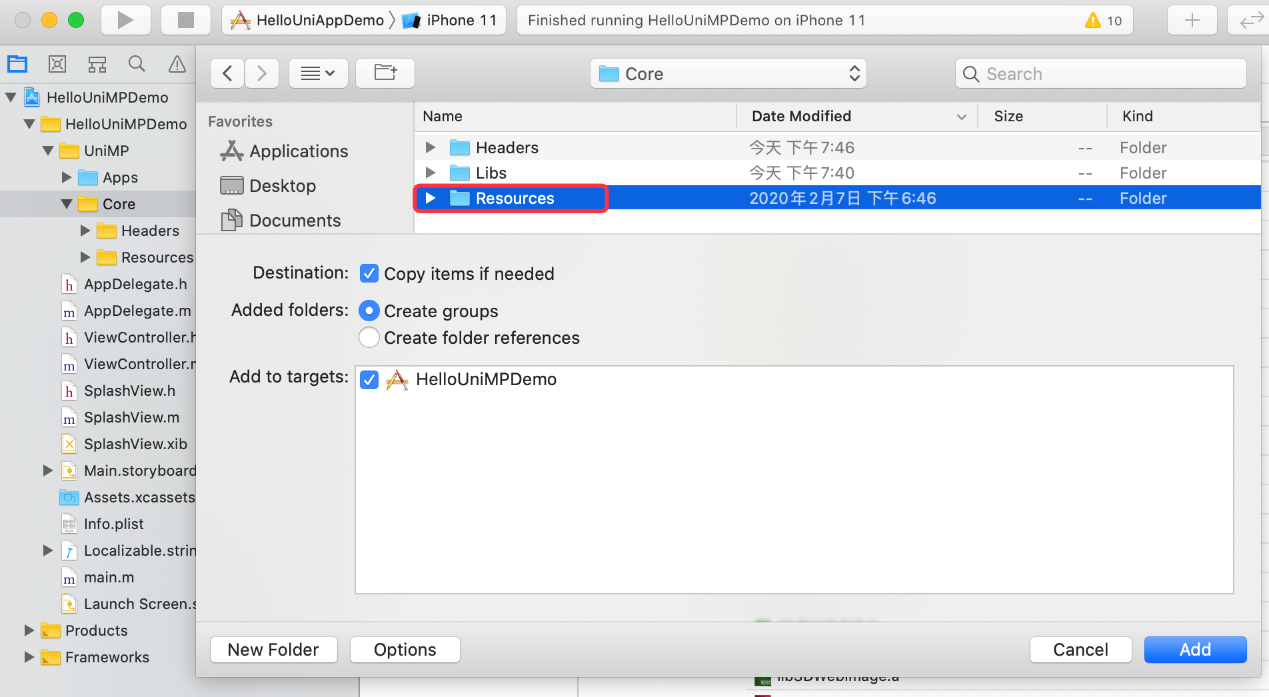 HelloUniAppDemo 〉 iPhone 11
Finished running HelloUniMPDemo on iPhone 11
10
Core
Search
HelloUniMPDemo
HelloUniMPDemo
UniMP
Apps
Core
Headers
Resources
AppDelegate.h
AppDelegate.m
ViewController.h
ViewController.m
SplashView.h
SplashView.m
SplashView.xib
Main.storyboard
Assets.xcassets
Info.plist
Localizable.strin
main.m
Launch Screen.s
Products
Frameworks
Favorites
Applications
Desktop
Documents
Name Date Modified Size Kind
Headers 今天 下午7:46 -- Folder
Libs 今天 下午7:40 -- Folder
Resources 2020年2月7日 下午6:46 -- Folder
Destination: Copy items if needed
Added folders: Create groups
Create folder references
Add to targets: HelloUniMPDemo
New Folder Options Cancel Add
libSDWebImage.a